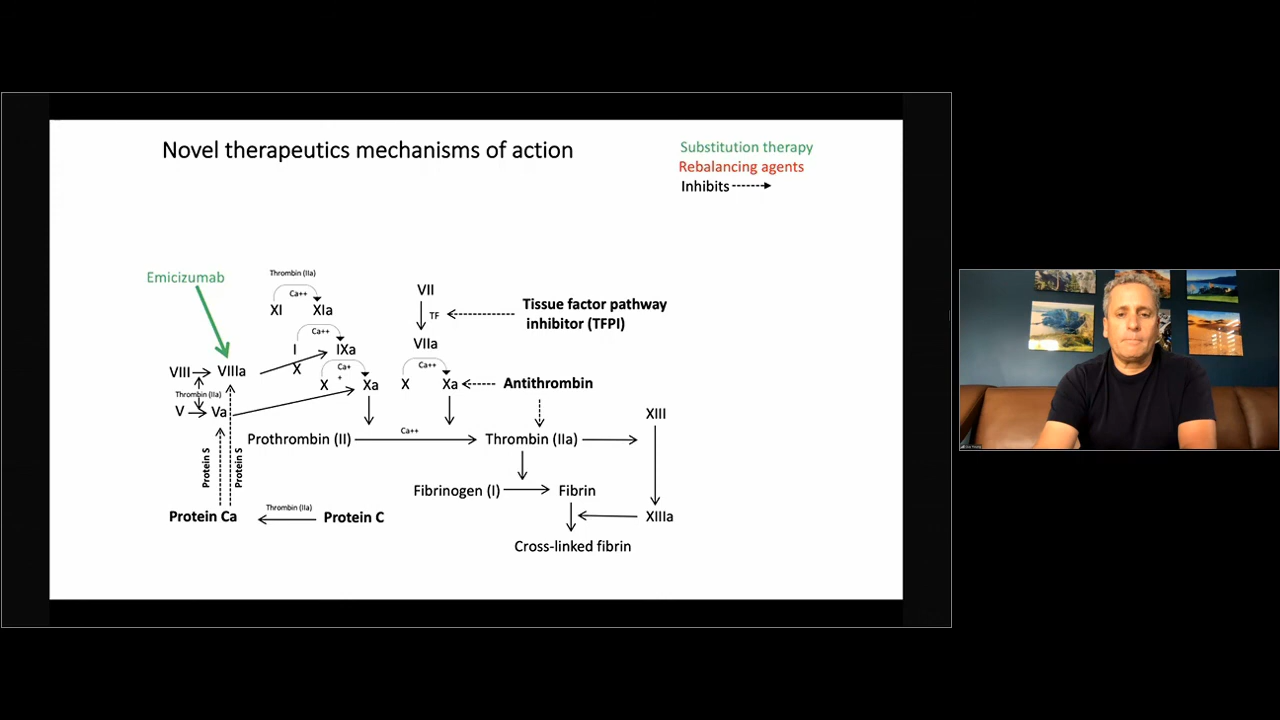 Novel therapeutics mechanisms of action
Substitution therapy
Rebalancing agents
Inhibits
Emicizumab
Thrombin (IIa)
Ca++
XI
XIa
VII
TF
Tissue factor pathway
inhibitor (TFPI)
Ca++
I
X
IXa
VIIa
VIII
VIIIa
Ca+
+
X
Xa
Ca++
X
Xa
Antithrombin
Thrombin (IIa)
V
Va
XIII
Prothrombin (II)
Ca++
Thrombin (IIa)
Protein S
Protein S
Fibrinogen (I)
Fibrin
Protein Ca
Thrombin (IIa)
Protein C
XIIIa
Cross-linked fibrin